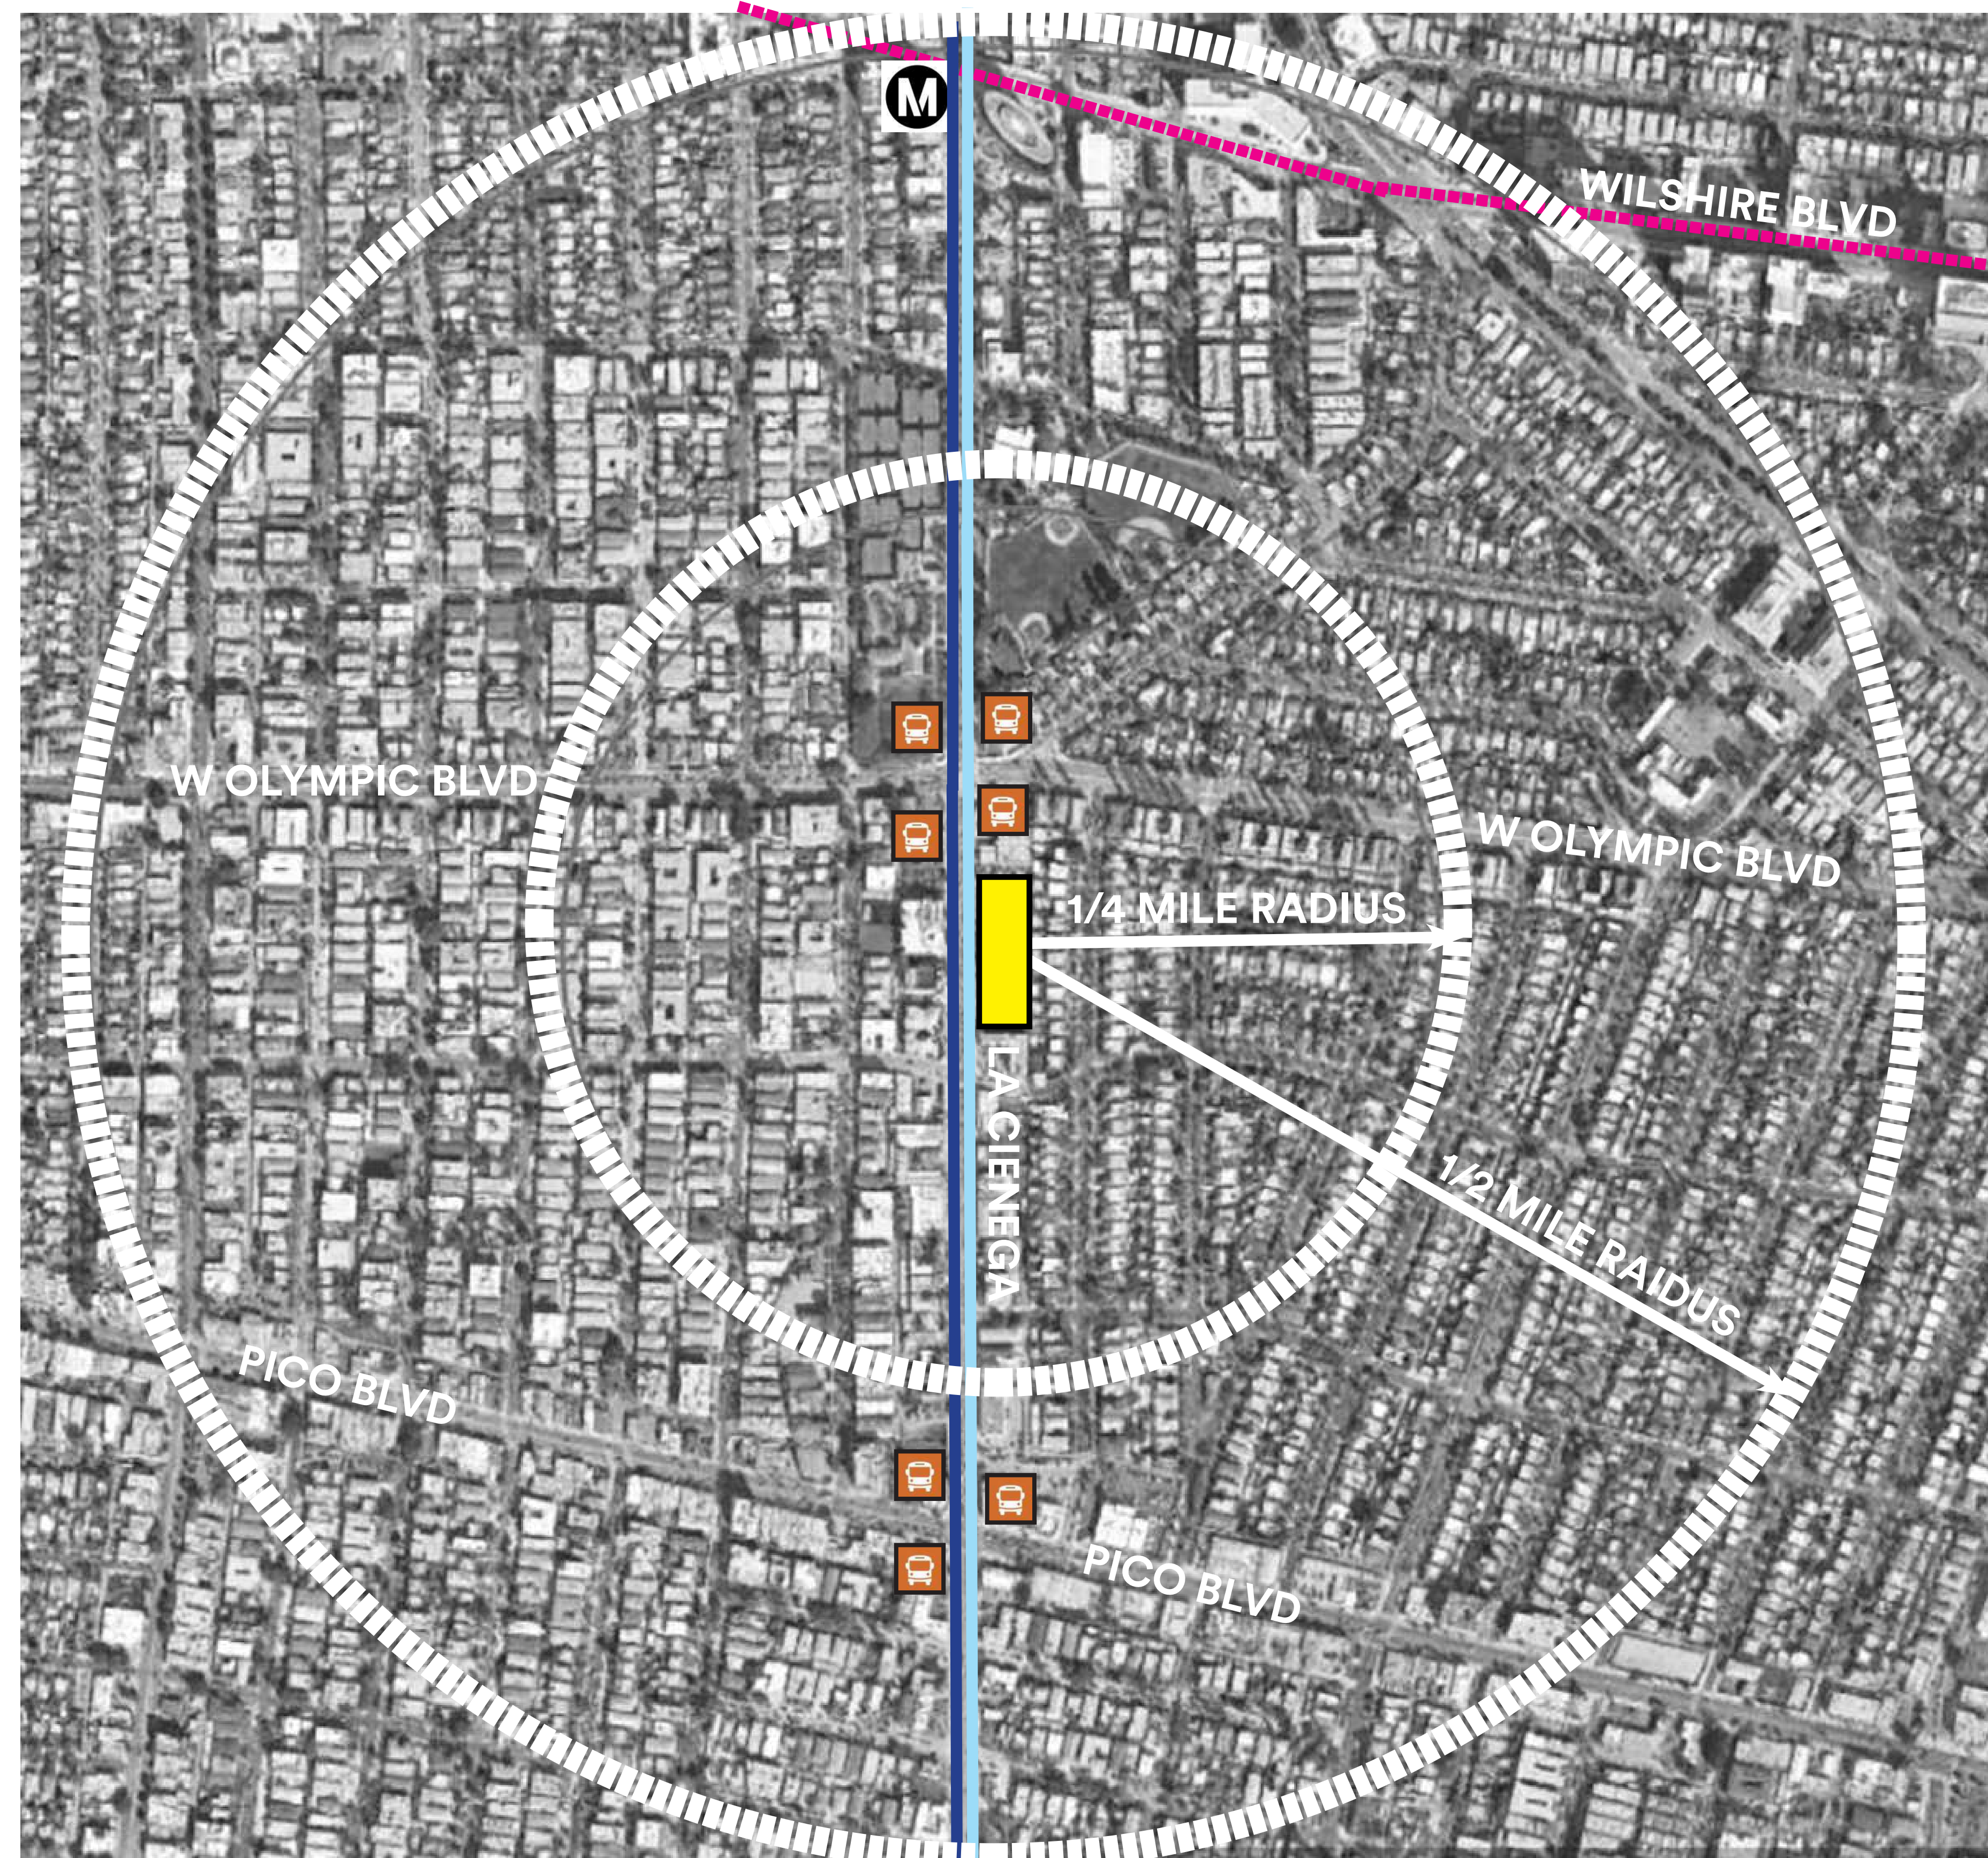 M
WILSHIRE BLVD
W OLYMPIC BLVD
W OLYMPIC BLVD
1/4 MILE RADIUS
LA CIENEGA
1/2 MILE RAIDUS
PICO BLVD
PICO BLVD